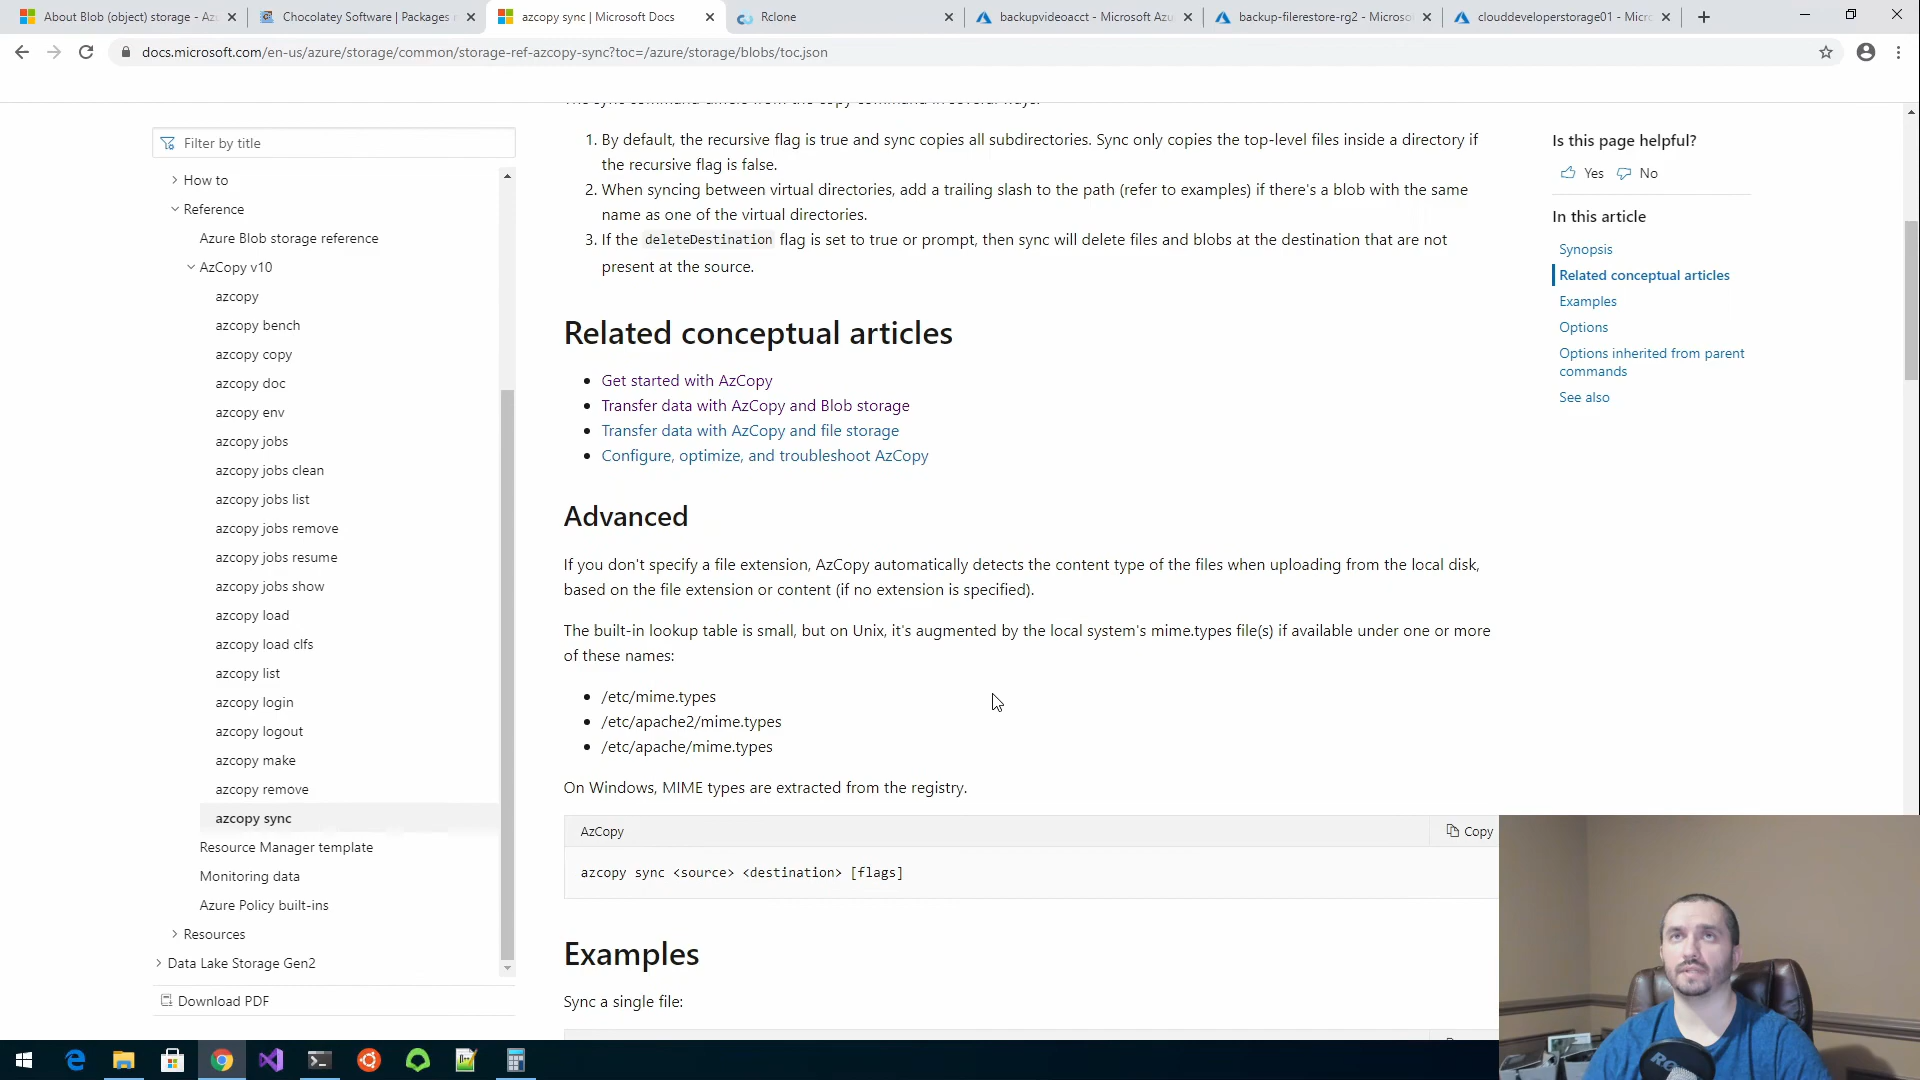 About Blob (object) storage - Az
Chocolatey Software | Packages
azcopy sync | Microsoft Docs
Rclone
backupvideoacct - Microsoft Azu
backup-filerestore-rg2 - Microso
clouddeveloperstorage01 - Micro
docs.microsoft.com/en-us/azure/storage/common/storage-ref-azcopy-sync?toc=/azure/storage/blobs/toc.json
Filter by title
How to
Reference
Azure Blob storage reference
AzCopy v10
azcopy
azcopy bench
azcopy copy
azcopy doc
azcopy env
azcopy jobs
azcopy jobs clean
azcopy jobs list
azcopy jobs remove
azcopy jobs resume
azcopy jobs show
azcopy load
azcopy load clfs
azcopy list
azcopy login
azcopy logout
azcopy make
azcopy remove
azcopy sync
Resource Manager template
Monitoring data
Azure Policy built-ins
Resources
Data Lake Storage Gen2
Download PDF
The sync command differs from the copy command in several ways:
1. By default, the recursive flag is true and sync copies all subdirectories. Sync only copies the top-level files inside a directory if
the recursive flag is false.
2. When syncing between virtual directories, add a trailing slash to the path (refer to examples) if there's a blob with the same
name as one of the virtual directories.
3. If the deleteDestination flag is set to true or prompt, then sync will delete files and blobs at the destination that are not
present at the source.
Related conceptual articles
• Get started with AzCopy
• Transfer data with AzCopy and Blob storage
• Transfer data with AzCopy and file storage
• Configure, optimize, and troubleshoot AzCopy
Advanced
If you don't specify a file extension, AzCopy automatically detects the content type of the files when uploading from the local disk,
based on the file extension or content (if no extension is specified).
The built-in lookup table is small, but on Unix, it's augmented by the local system's mime.types file(s) if available under one or more
of these names:
• /etc/mime.types
• /etc/apache2/mime.types
• /etc/apache/mime.types
On Windows, MIME types are extracted from the registry.
AzCopy
Copy
azcopy sync <source> <destination> [flags]
Examples
Sync a single file:
Is this page helpful?
Yes
No
In this article
Synopsis
Related conceptual articles
Examples
Options
Options inherited from parent
commands
See also